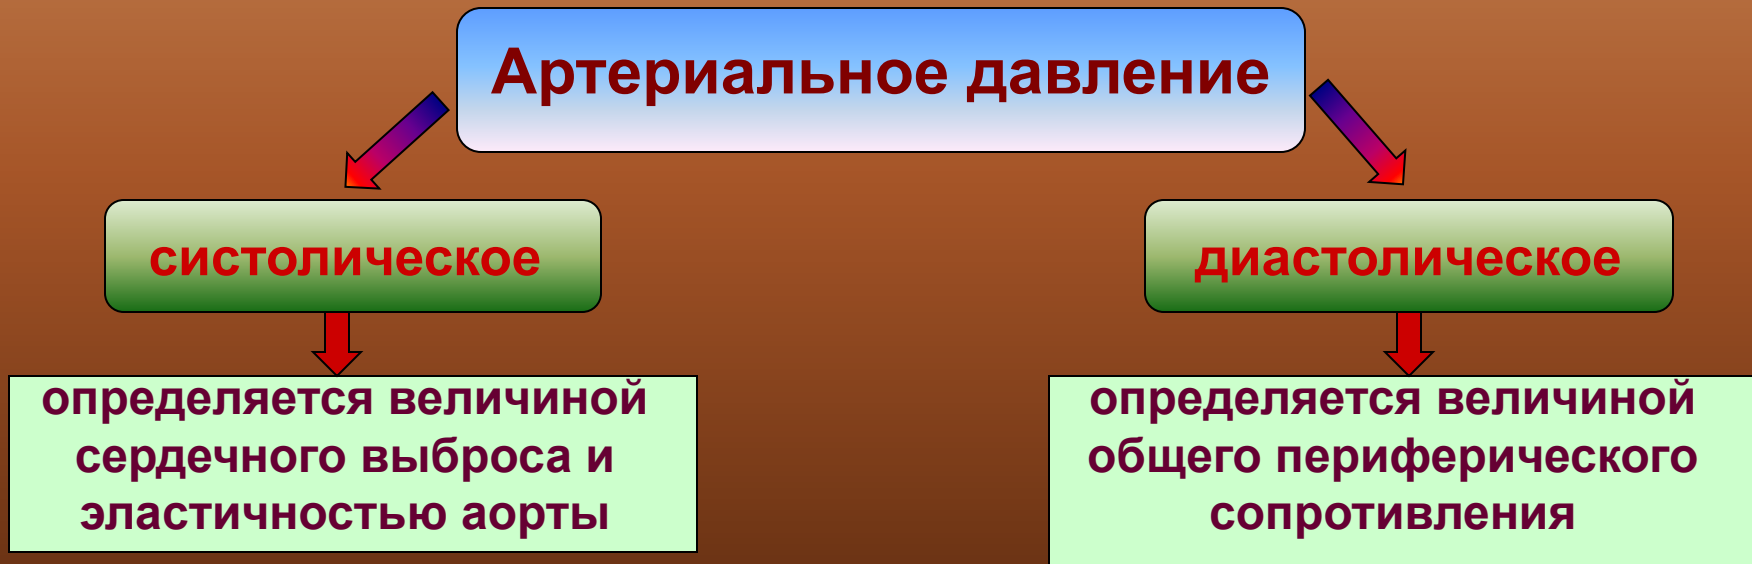 Артериальное давление
систолическое
диастолическое
определяется величиной
сердечного выброса и
эластичностью аорты
определяется величиной
общего периферического
сопротивления